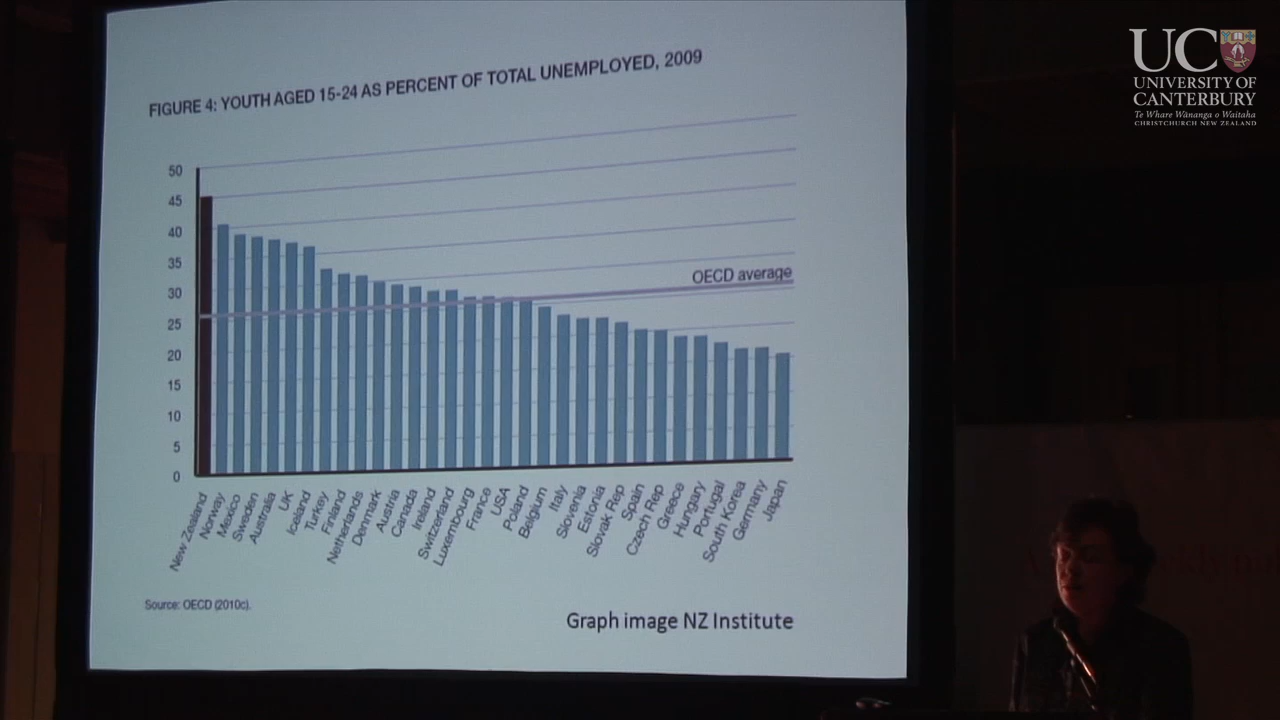 UC
UNIVERSITY OF
CANTERBURY
Te Whare Wānanga o Waitaha
CHRISTCHURCH NEW ZEALAND
FIGURE 4: YOUTH AGED 15-24 AS PERCENT OF TOTAL UNEMPLOYED, 2009
50
45
40
35
30
25
20
15
10
5
0
OECD average
New Zealand
Norway
Mexico
Sweden
Australia
UK
Iceland
Turkey
Finland
Netherlands
Denmark
Austria
Canada
Ireland
Switzerland
Luxembourg
France
USA
Poland
Belgium
Italy
Slovenia
Estonia
Slovak Rep
Spain
Czech Rep
Greece
Hungary
Portugal
South Korea
Germany
Japan
Source: OECD (2010c).
Graph image NZ Institute